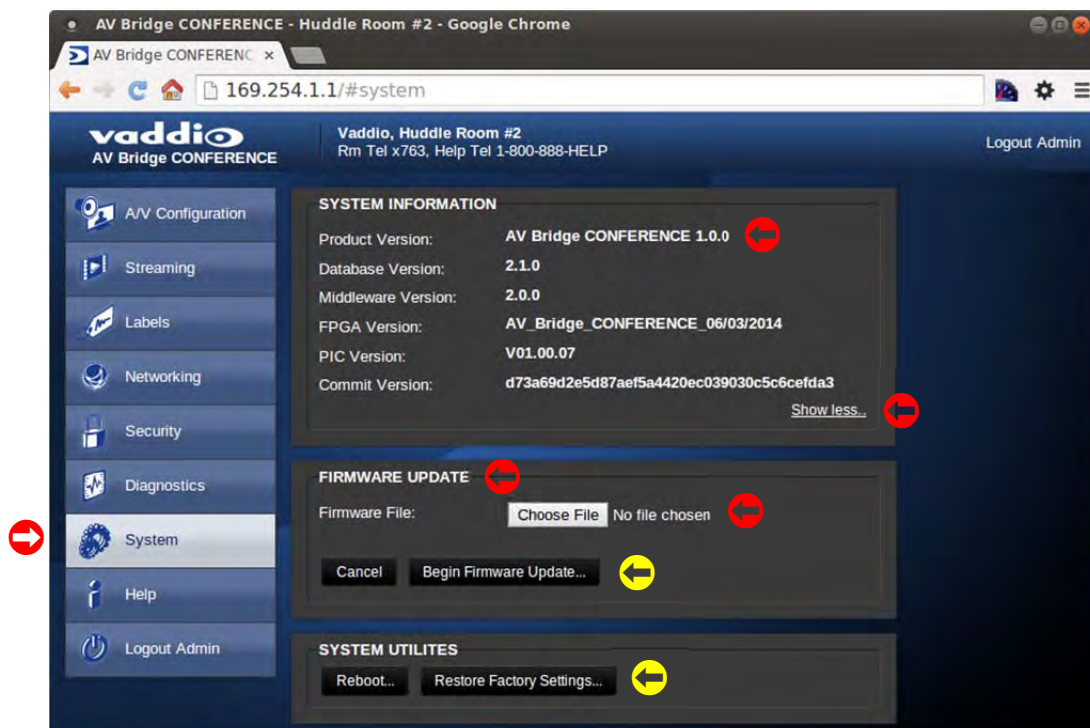 AV Bridge CONFERENCE - Huddle Room #2 - Google Chrome
AV Bridge CONFERENC ×
169.254.1.1/#system
vaddio
AV Bridge CONFERENCE
Vaddio, Huddle Room #2
Rm Tel x763, Help Tel 1-800-888-HELP
Logout Admin
A/V Configuration
Streaming
Labels
Networking
Security
Diagnostics
System
Help
Logout Admin
SYSTEM INFORMATION
Product Version: AV Bridge CONFERENCE 1.0.0
Database Version: 2.1.0
Middleware Version: 2.0.0
FPGA Version: AV_Bridge_CONFERENCE_06/03/2014
PIC Version: V01.00.07
Commit Version: d73a69d2e5d87aef5a4420ec039030c5c6cefda3
Show less..
FIRMWARE UPDATE
Firmware File: Choose File No file chosen
Cancel Begin Firmware Update...
SYSTEM UTILITES
Reboot... Restore Factory Settings...